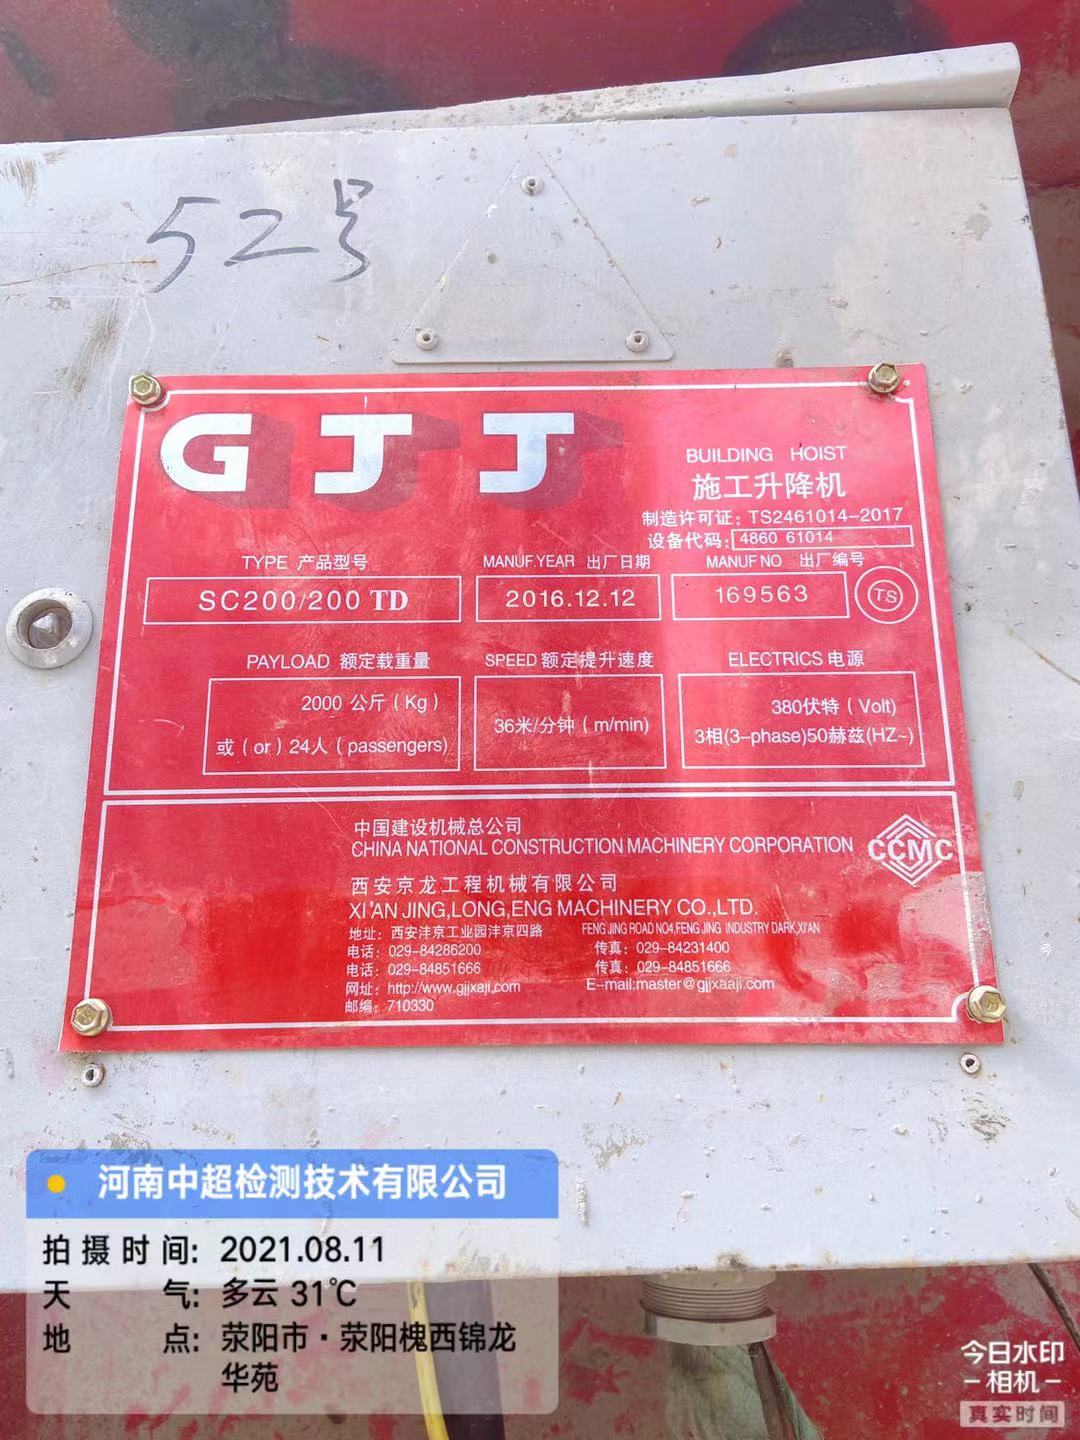 52号
GJJ
BUILDING HOIST
施工升降机
制造许可证: TS2461014-2017
设备代码: 4860 61014
TYPE 产品型号
MANUF.YEAR 出厂日期
MANUF NO 出厂编号
SC200/200 TD
2016.12.12
169563
TS
PAYLOAD 额定载重量
SPEED 额定提升速度
ELECTRICS 电源
2000 公斤 (Kg)
或 (or) 24人 (passengers)
36米/分钟 (m/min)
380伏特 (Volt)
3相(3-phase)50赫兹(HZ~)
中国建设机械总公司
CHINA NATIONAL CONSTRUCTION MACHINERY CORPORATION
CCMC
西安京龙工程机械有限公司
XI'AN JING,LONG,ENG MACHINERY CO.,LTD.
地址: 西安沣京工业园沣京四路 FENG JING ROAD NO4,FENG JING INDUSTRY DARK,XI'AN
电话: 029-84286200 传真: 029-84231400
电话: 029-84851666 传真: 029-84851666
网址: http://www.gjjxaji.com E-mail:master@gjjxaaji.com
邮编: 710330
河南中超检测技术有限公司
拍摄时间: 2021.08.11
天气: 多云 31℃
地点: 荥阳市·荥阳槐西锦龙
华苑
今日水印
-相机-
真实时间